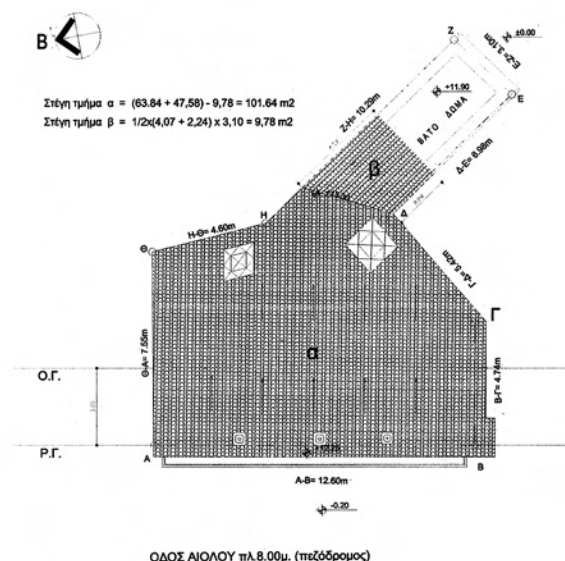 B
Z
±0.00
E-Z= 3.10m
+11.90
E
Στέγη τμήμα α = (63.84 + 47,58) - 9,78 = 101.64 m2
Στέγη τμήμα β = 1/2x(4,07 + 2,24) x 3,10 = 9,78 m2
Z-H= 10.29m
ΒΑΤΟ ΔΩΜΑ
β
Δ-E= 8.98m
H
Δ
H-Θ= 4.60m
Θ
Γ-Δ= 5.42m
Γ
Θ-A= 7.55m
α
B-Γ= 4.74m
Ο.Γ.
Ρ.Γ.
A
B
A-B= 12.60m
-0.20
ΟΔΟΣ ΑΙΟΛΟΥ πλ.8.00μ. (πεζόδρομος)